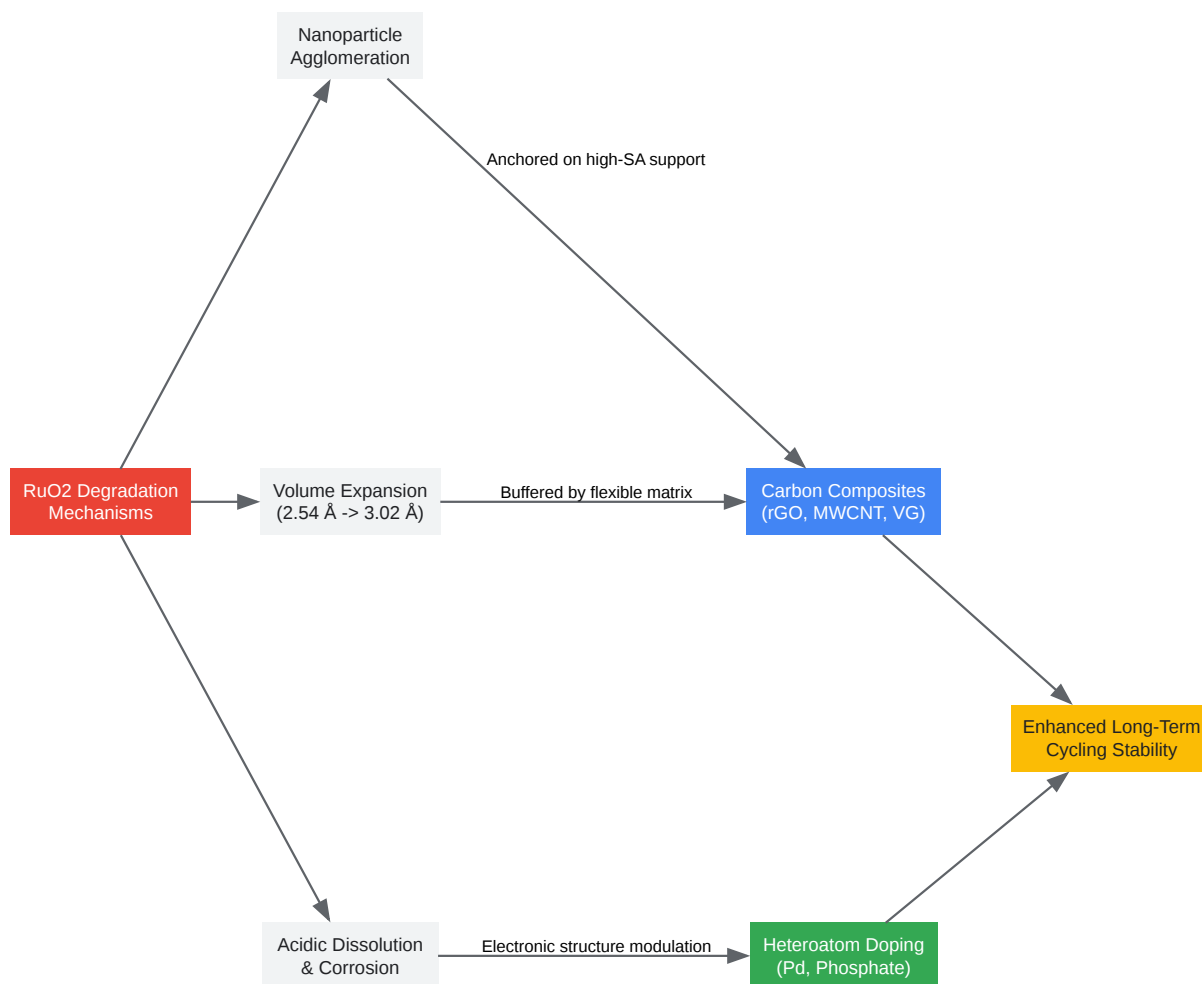 Nanoparticle
Agglomeration
Anchored on high-SA support
RuO2 Degradation
Mechanisms
Volume Expansion
(2.54 Å -> 3.02 Å)
Buffered by flexible matrix
Carbon Composites
(rGO, MWCNT, VG)
Enhanced Long-Term
Cycling Stability
Acidic Dissolution
& Corrosion
Electronic structure modulation
Heteroatom Doping
(Pd, Phosphate)